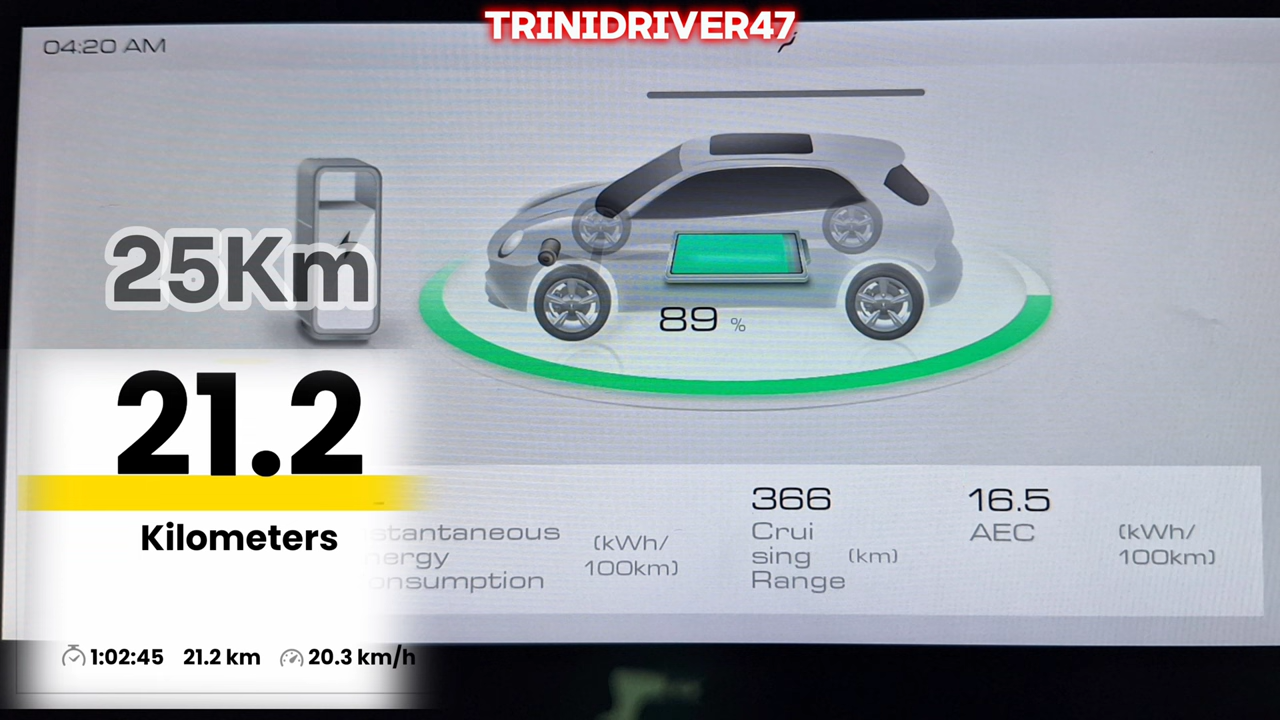 TRINIDRIVER47
04:20 AM
25Km
89 %
21.2
Kilometers
stantaneous
nergy
onsumption
(kWh/
100km)
366
Crui
sing
Range
(km)
16.5
AEC
(kWh/
100km)
1:02:45 21.2 km 20.3 km/h